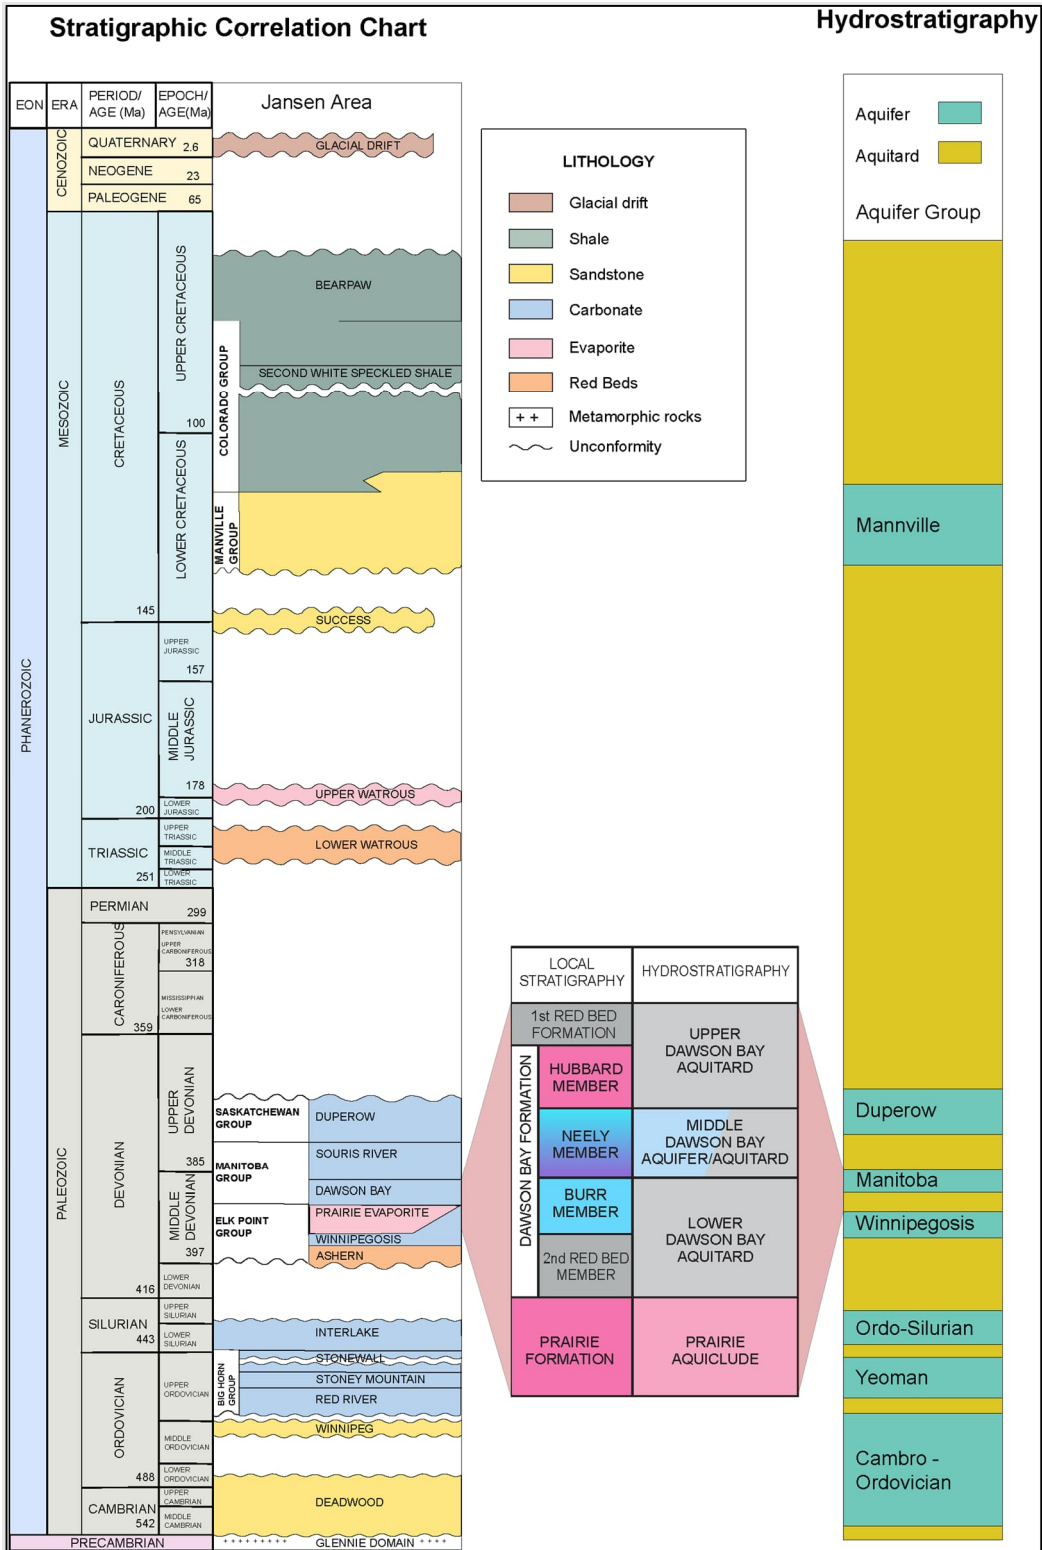 Stratigraphic Correlation Chart
Hydrostratigraphy
EON
ERA
PERIOD/
AGE (Ma)
EPOCH/
AGE(Ma)
Jansen Area
PHANEROZOIC
CENOZOIC
QUATERNARY 2.6
NEOGENE 23
PALEOGENE 65
MESOZOIC
CRETACEOUS
145
UPPER CRETACEOUS
100
LOWER CRETACEOUS
JURASSIC
200
UPPER
JURASSIC
157
MIDDLE
JURASSIC
178
LOWER
JURASSIC
TRIASSIC
251
UPPER
TRIASSIC
MIDDLE
TRIASSIC
LOWER
TRIASSIC
PALEOZOIC
PERMIAN
299
CARONIFEROUS
359
PENSYLVANIAN
UPPER
CARBONIFEROUS
318
MISSISSIPPIAN
LOWER
CARBONIFEROUS
DEVONIAN
416
UPPER
DEVONIAN
385
MIDDLE
DEVONIAN
397
LOWER
DEVONIAN
SILURIAN
443
UPPER
SILURIAN
LOWER
SILURIAN
ORDOVICIAN
488
UPPER
ORDOVICIAN
MIDDLE
ORDOVICIAN
LOWER
ORDOVICIAN
CAMBRIAN
542
UPPER
CAMBRIAN
MIDDLE
CAMBRIAN
PRECAMBRIAN
GLACIAL DRIFT
BEARPAW
COLORADO GROUP
SECOND WHITE SPECKLED SHALE
MANVILLE
GROUP
SUCCESS
UPPER WATROUS
LOWER WATROUS
SASKATCHEWAN
GROUP
DUPEROW
MANITOBA
GROUP
SOURIS RIVER
DAWSON BAY
ELK POINT
GROUP
PRAIRIE EVAPORITE
WINNIPEGOSIS
ASHERN
INTERLAKE
BIG HORN
GROUP
STONEWALL
STONEY MOUNTAIN
RED RIVER
WINNIPEG
DEADWOOD
+++++++++ GLENNIE DOMAIN ++++
LITHOLOGY
Glacial drift
Shale
Sandstone
Carbonate
Evaporite
Red Beds
++ Metamorphic rocks
Unconformity
LOCAL
STRATIGRAPHY
HYDROSTRATIGRAPHY
1st RED BED
FORMATION
UPPER
DAWSON BAY
AQUITARD
DAWSON BAY FORMATION
HUBBARD
MEMBER
NEELY
MEMBER
MIDDLE
DAWSON BAY
AQUIFER/AQUITARD
BURR
MEMBER
LOWER
DAWSON BAY
AQUITARD
2nd RED BED
MEMBER
PRAIRIE
FORMATION
PRAIRIE
AQUICLUDE
Aquifer
Aquitard
Aquifer Group
Mannville
Duperow
Manitoba
Winnipegosis
Ordo-Silurian
Yeoman
Cambro -
Ordovician